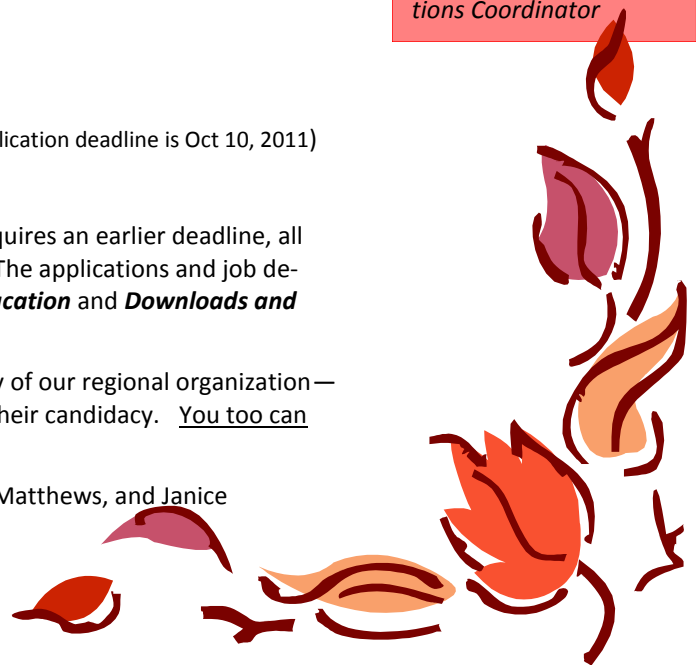 tions Coordinator
lication deadline is Oct 10, 2011)
quires an earlier deadline, all
The applications and job de-
ucation and Downloads and
y of our regional organization—
heir candidacy. You too can
Matthews, and Janice